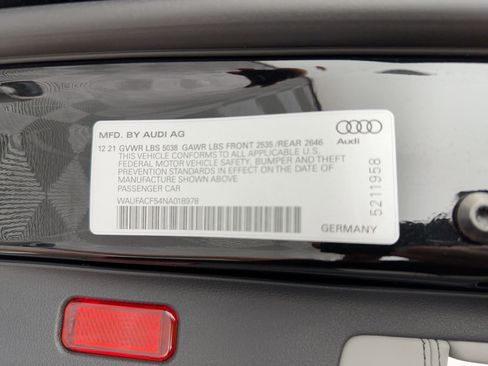 MFD. BY AUDI AG
12.21 GVWR LBS 5038 GAWR LBS FRONT 2535 /REAR 2646
THIS VEHICLE CONFORMS TO ALL APPLICABLE U.S.
FEDERAL MOTOR VEHICLE SAFETY, BUMPER AND THEFT
PREVENTION STANDARDS IN EFFECT ON THE DATE OF
MANUFACTURE SHOWN ABOVE
PASSENGER CAR
WAUFACF54NA018978
Audi
5211958
GERMANY